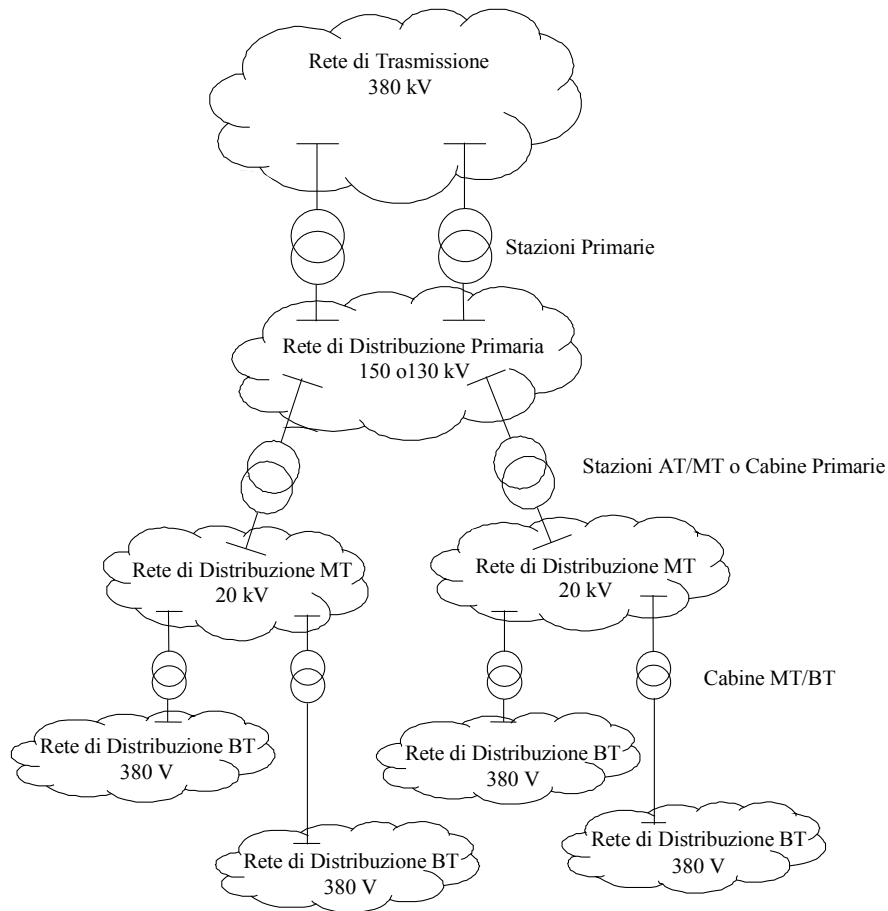 Rete di Trasmissione
380 kV
Stazioni Primarie
Rete di Distribuzione Primaria
150 o130 kV
Stazioni AT/MT o Cabine Primarie
Rete di Distribuzione MT
20 kV
Rete di Distribuzione MT
20 kV
Cabine MT/BT
Rete di Distribuzione BT
380 V
Rete di Distribuzione BT
380 V
Rete di Distribuzione BT
380 V
Rete di Distribuzione BT
380 V